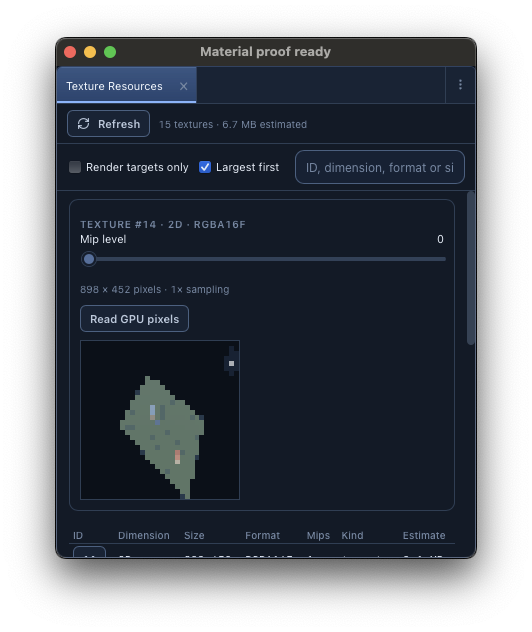 Material proof ready
Texture Resources
Refresh 15 textures · 6.7 MB estimated
Render targets only Largest first ID, dimension, format or si
TEXTURE #14 · 2D · RGBA16F
Mip level 0
898 × 452 pixels · 1× sampling
Read GPU pixels
ID Dimension Size Format Mips Kind Estimate